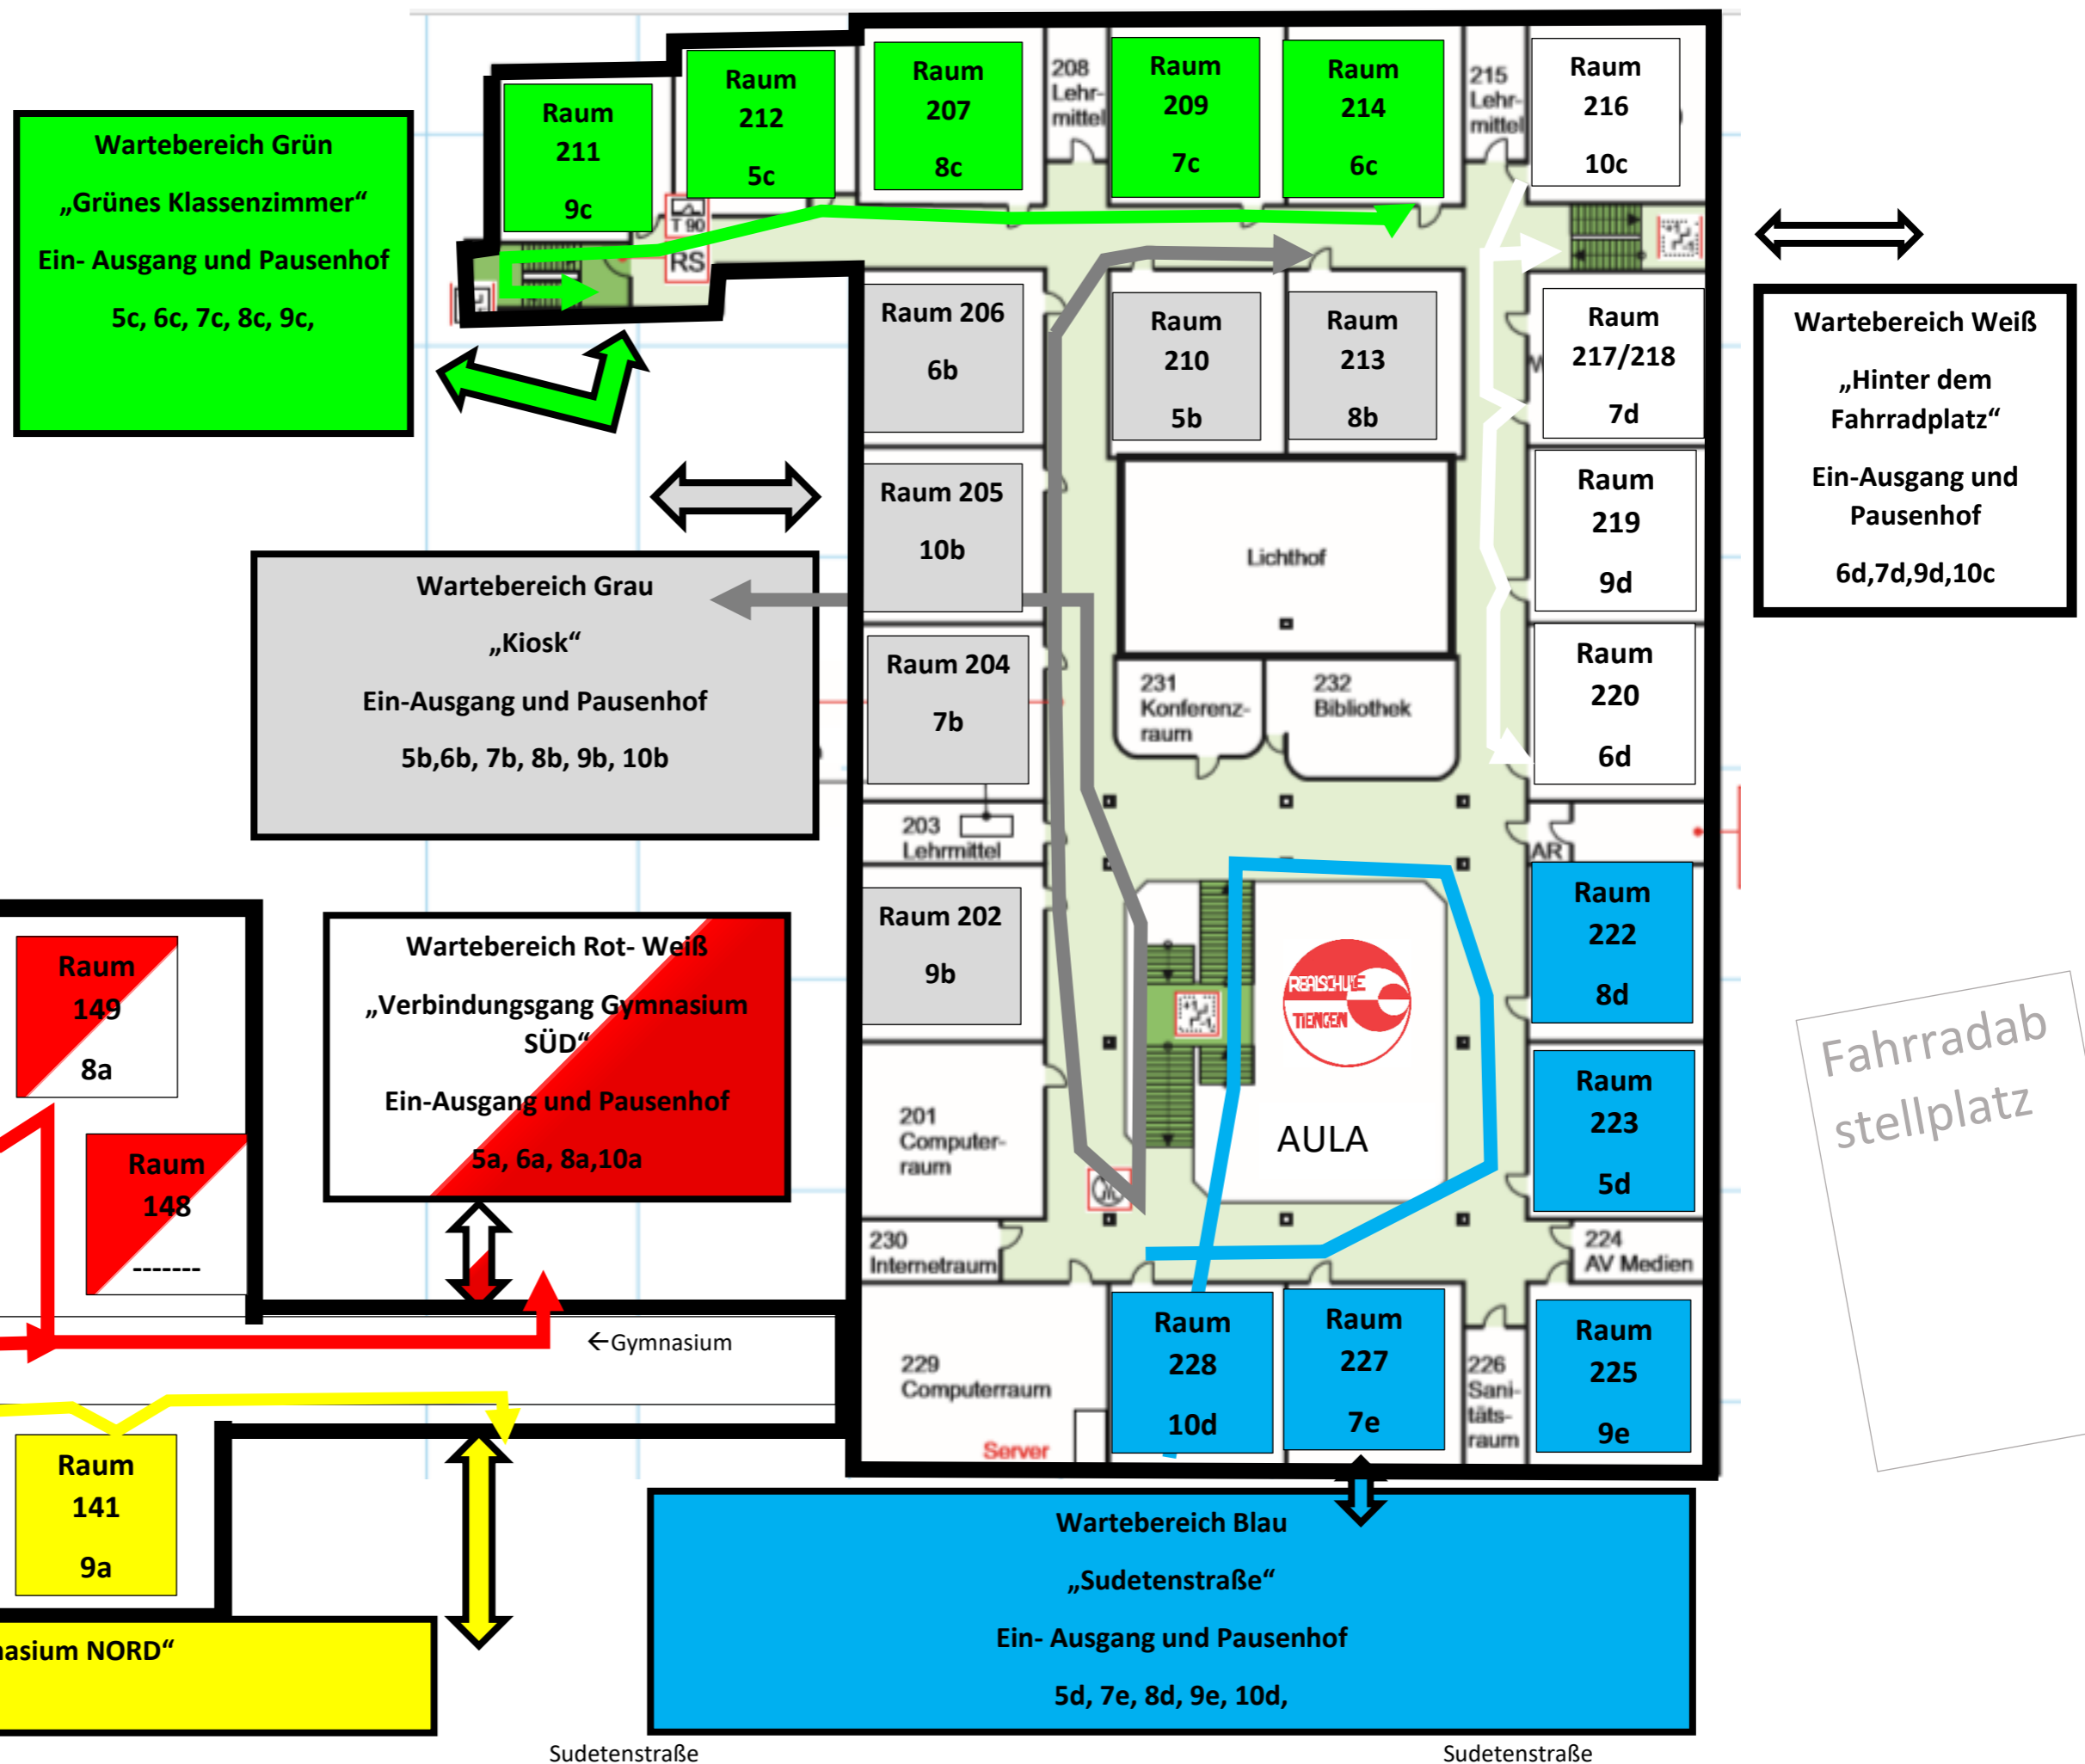 Wartebereich Grün
„Grünes Klassenzimmer“
Ein- Ausgang und Pausenhof
5c, 6c, 7c, 8c, 9c,
Raum
211
9c
Raum
212
5c
Raum
207
8c
208
Lehr-
mittel
Raum
209
7c
Raum
214
6c
215
Lehr-
mittel
Raum
216
10c
T 90
RS
Raum 206
6b
Raum
210
5b
Raum
213
8b
Raum
217/218
7d
Wartebereich Weiß
„Hinter dem
Fahrradplatz“
Ein-Ausgang und
Pausenhof
6d,7d,9d,10c
Raum 205
10b
Lichthof
Raum
219
9d
Wartebereich Grau
„Kiosk“
Ein-Ausgang und Pausenhof
5b,6b, 7b, 8b, 9b, 10b
Raum 204
7b
231
Konferenz-
raum
232
Bibliothek
Raum
220
6d
203
Lehrmittel
AR
Raum 202
9b
Raum
222
8d
Raum
149
8a
Wartebereich Rot- Weiß
„Verbindungsgang Gymnasium
SÜD“
Ein-Ausgang und Pausenhof
5a, 6a, 8a,10a
REALSCHULE
TIENGEN
AULA
201
Computer-
raum
Raum
223
5d
Fahrradab
stellplatz
Raum
148
-------
230
Internetraum
224
AV Medien
←Gymnasium
229
Computerraum
Server
Raum
228
10d
Raum
227
7e
226
Sani-
täts-
raum
Raum
225
9e
Raum
141
9a
nasium NORD“
Wartebereich Blau
„Sudetenstraße“
Ein- Ausgang und Pausenhof
5d, 7e, 8d, 9e, 10d,
Sudetenstraße
Sudetenstraße